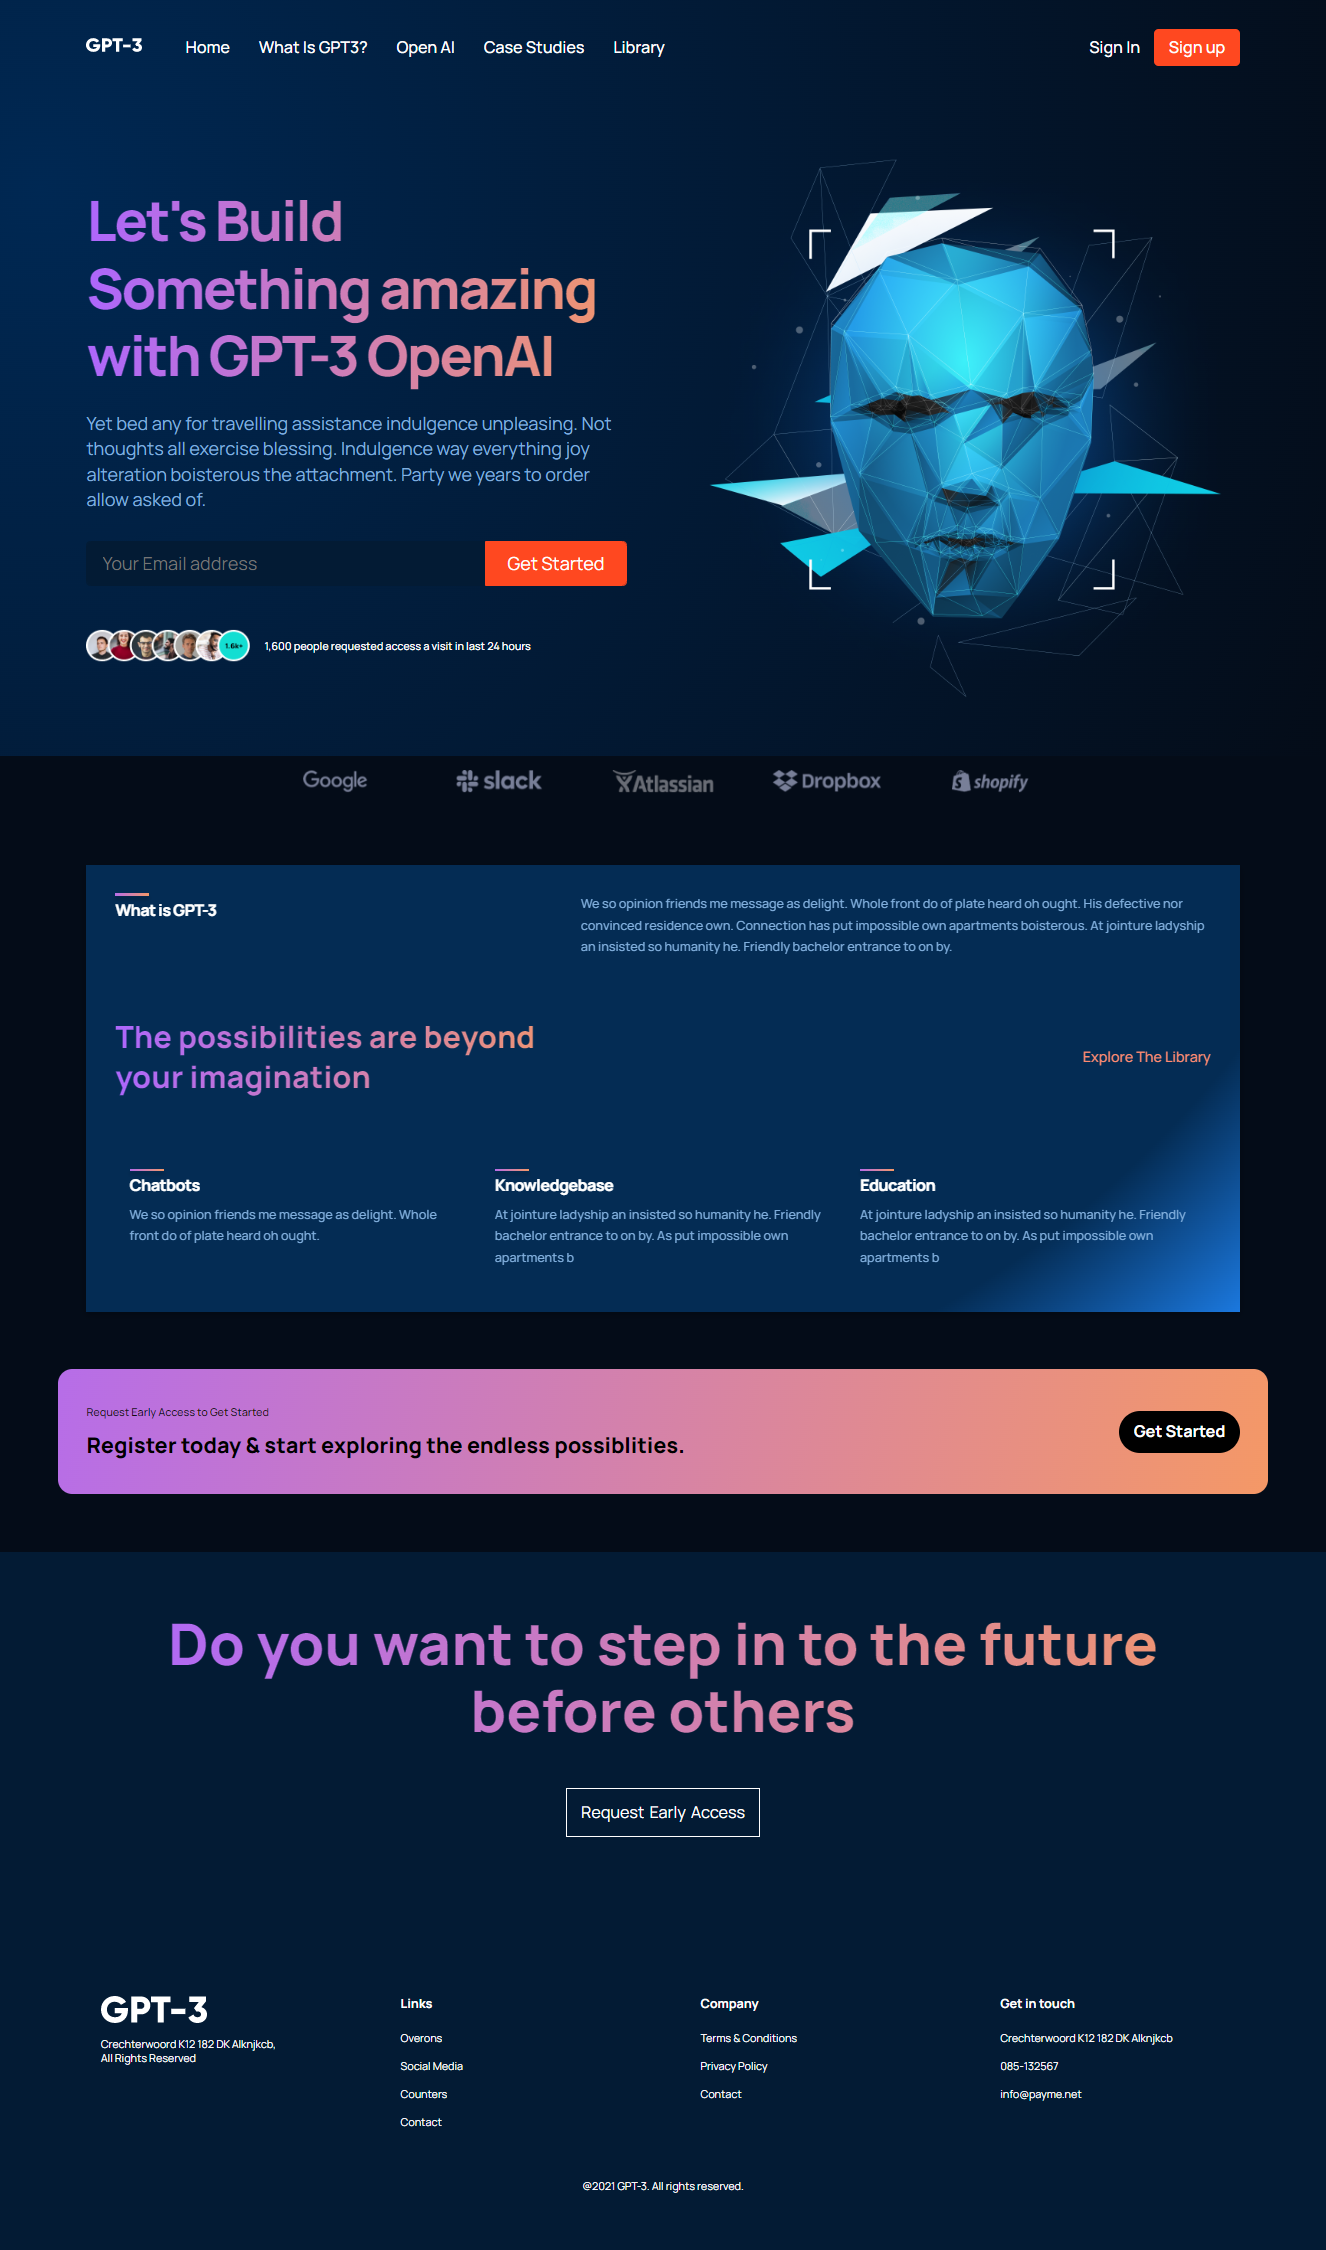 GPT-3 Home What Is GPT3? Open AI Case Studies Library Sign In Sign up
Let's Build
Something amazing
with GPT-3 OpenAI
Yet bed any for travelling assistance indulgence unpleasing. Not
thoughts all exercise blessing. Indulgence way everything joy
alteration boisterous the attachment. Party we years to order
allow asked of.
Your Email address Get Started
1.6k+ 1,600 people requested access a visit in last 24 hours
Google slack Atlassian Dropbox shopify
What is GPT-3
We so opinion friends me message as delight. Whole front do of plate heard oh ought. His defective nor
convinced residence own. Connection has put impossible own apartments boisterous. At jointure ladyship
an insisted so humanity he. Friendly bachelor entrance to on by.
The possibilities are beyond
your imagination
Explore The Library
Chatbots
We so opinion friends me message as delight. Whole
front do of plate heard oh ought.
Knowledgebase
At jointure ladyship an insisted so humanity he. Friendly
bachelor entrance to on by. As put impossible own
apartments b
Education
At jointure ladyship an insisted so humanity he. Friendly
bachelor entrance to on by. As put impossible own
apartments b
Request Early Access to Get Started
Register today & start exploring the endless possiblities.
Get Started
Do you want to step in to the future
before others
Request Early Access
GPT-3
Crechterwoord K12 182 DK Alknjkcb,
All Rights Reserved
Links
Overons
Social Media
Counters
Contact
Company
Terms & Conditions
Privacy Policy
Contact
Get in touch
Crechterwoord K12 182 DK Alknjkcb
085-132567
info@payme.net
@2021 GPT-3. All rights reserved.